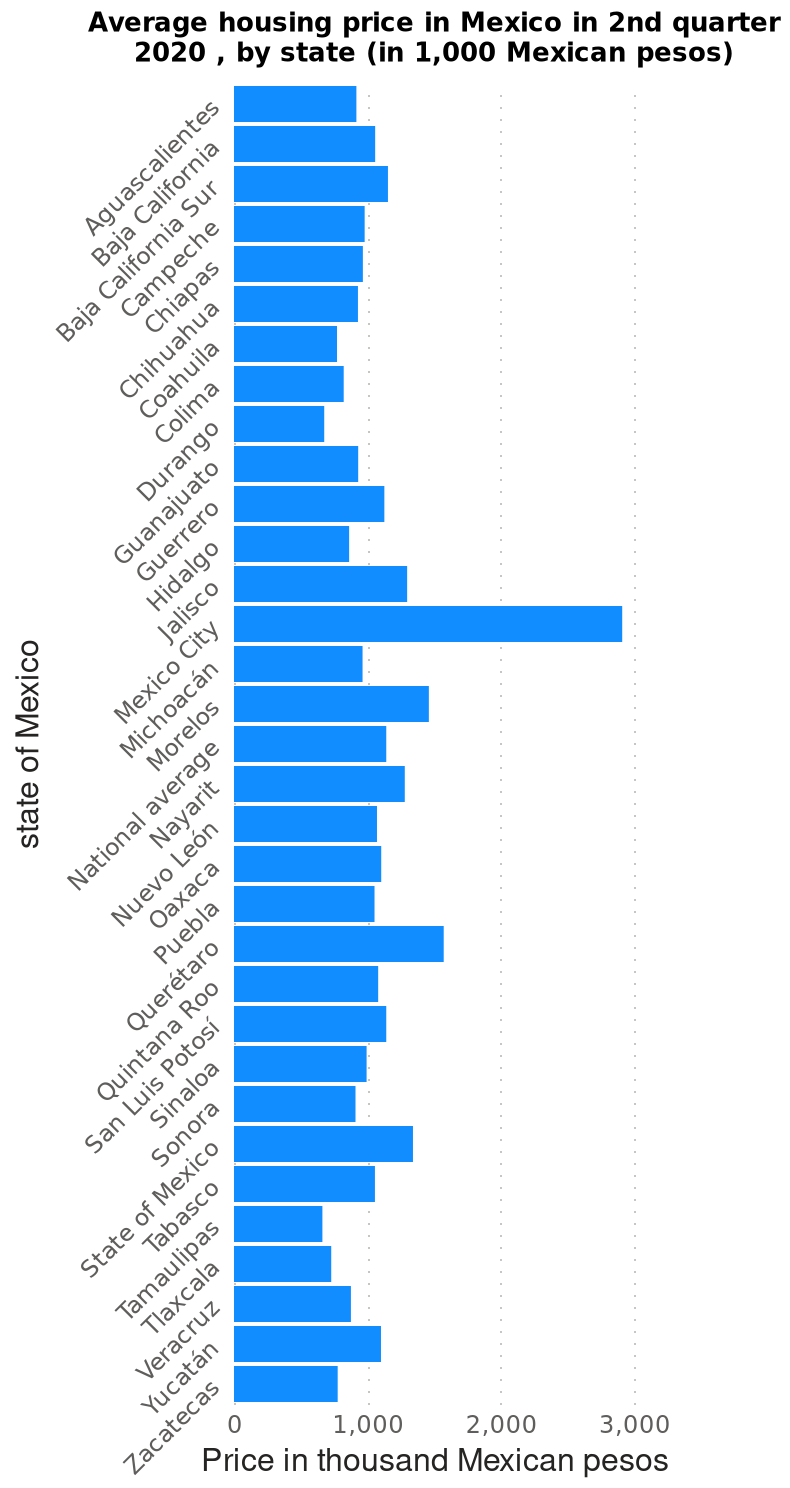 Average housing price in Mexico in 2nd quarter
2020 , by state (in 1,000 Mexican pesos)
Aguascalientes
Baja California
Baja California Sur
Campeche
Chiapas
Chihuahua
Coahuila
Colima
Durango
Guanajuato
Guerrero
Hidalgo
Jalisco
Mexico City
Michoacán
Morelos
National average
Nayarit
Nuevo León
Oaxaca
Puebla
Querétaro
Quintana Roo
San Luis Potosí
Sinaloa
Sonora
State of Mexico
Tabasco
Tamaulipas
Tlaxcala
Veracruz
Yucatán
Zacatecas
state of Mexico
0 1,000 2,000 3,000
Price in thousand Mexican pesos